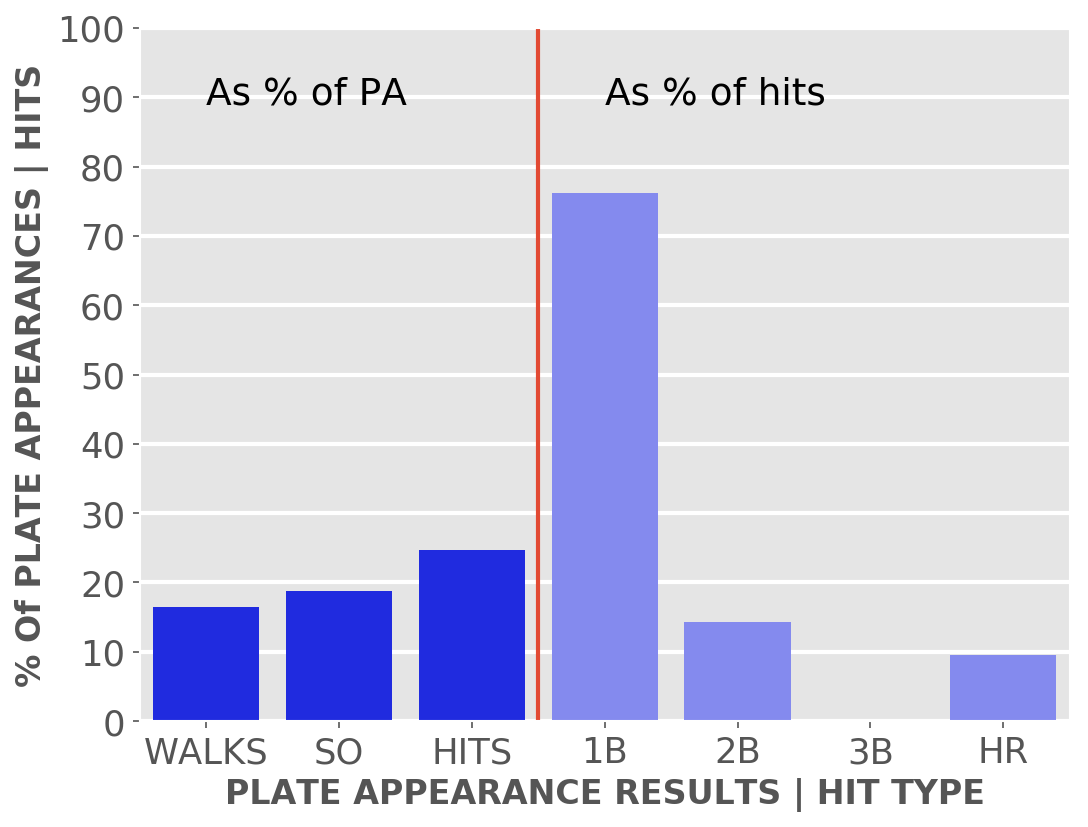 100
90
80
70
60
50
40
30
20
10
0
% Of PLATE APPEARANCES | HITS
As % of PA
As % of hits
WALKS SO HITS 1B 2B 3B HR
PLATE APPEARANCE RESULTS | HIT TYPE